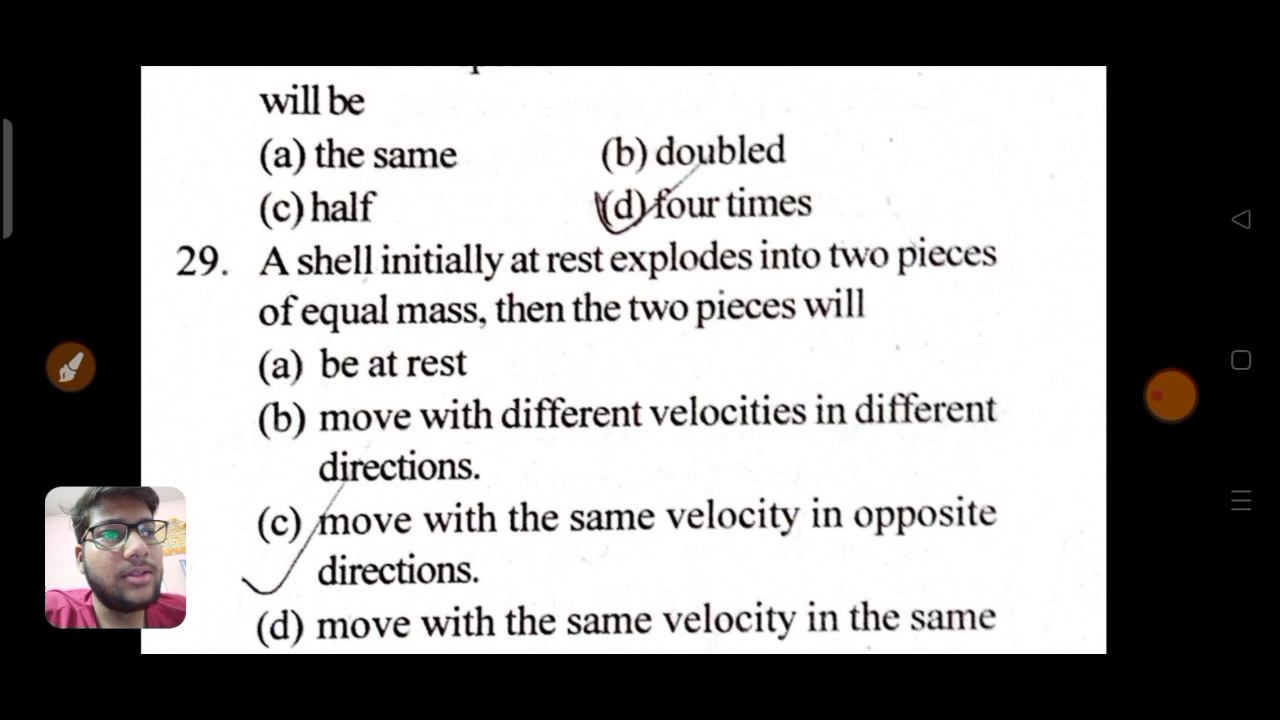 will be
(a) the same (b) doubled
(c) half (d) four times
29. A shell initially at rest explodes into two pieces
of equal mass, then the two pieces will
(a) be at rest
(b) move with different velocities in different
directions.
(c) move with the same velocity in opposite
directions.
(d) move with the same velocity in the same